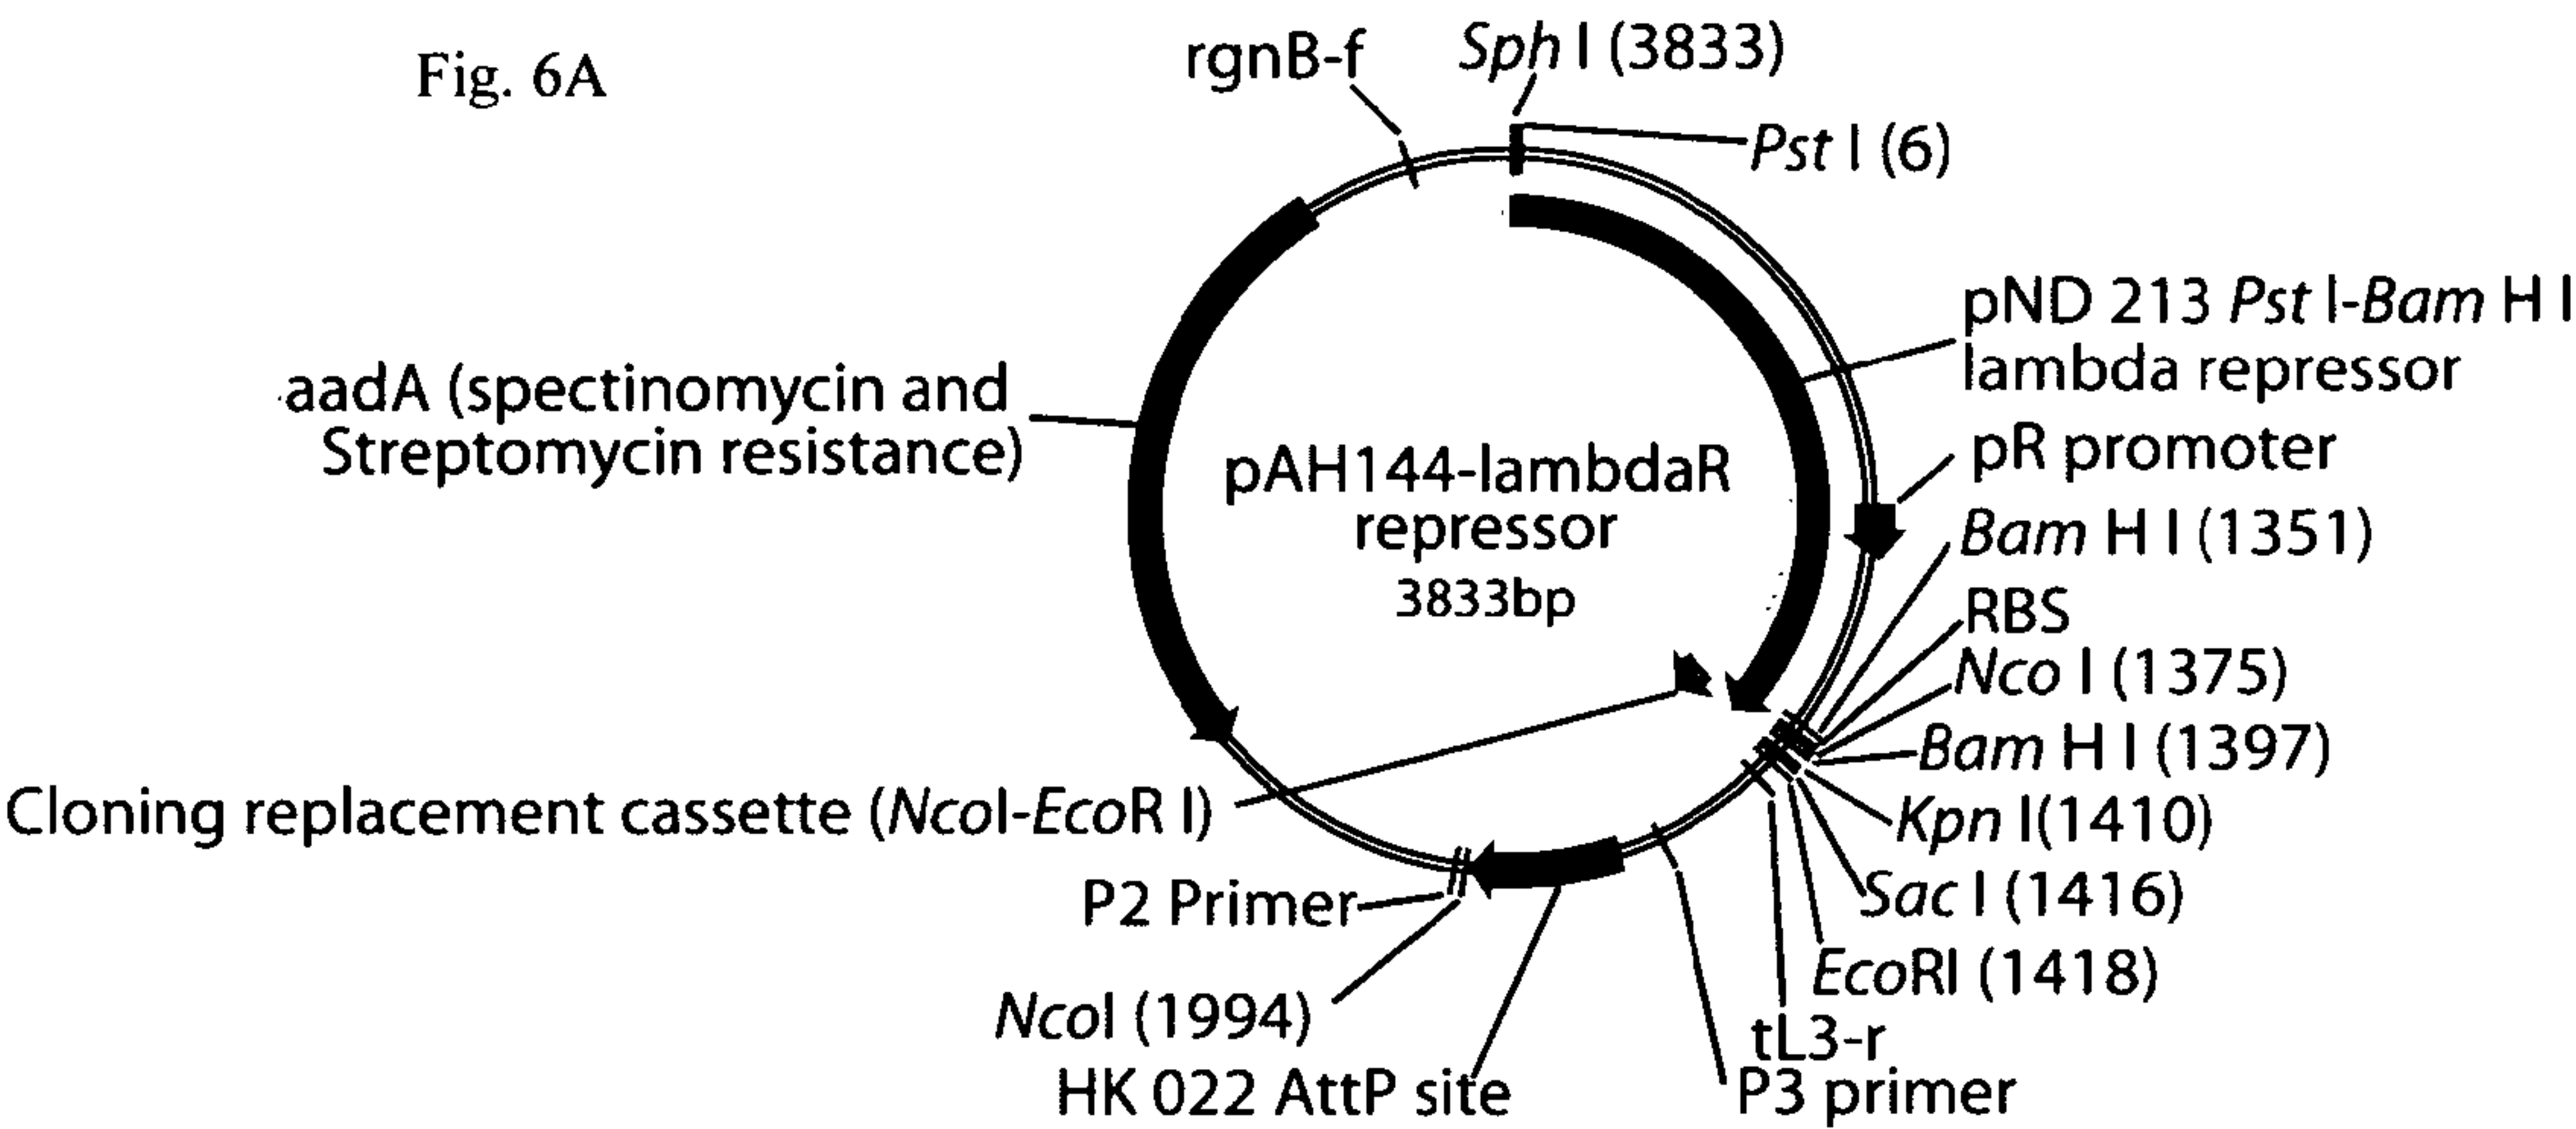 Fig. 6A
rgnB-f
Sph I (3833)
Pst I (6)
pND 213 Pst I-Bam H I
lambda repressor
pR promoter
Bam H I (1351)
RBS
Nco I (1375)
Bam H I (1397)
Kpn I(1410)
Sac I (1416)
EcoRI (1418)
tL3-r
P3 primer
HK 022 AttP site
NcoI (1994)
P2 Primer
Cloning replacement cassette (NcoI-EcoR I)
aadA (spectinomycin and
Streptomycin resistance)
pAH144-lambdaR
repressor
3833bp